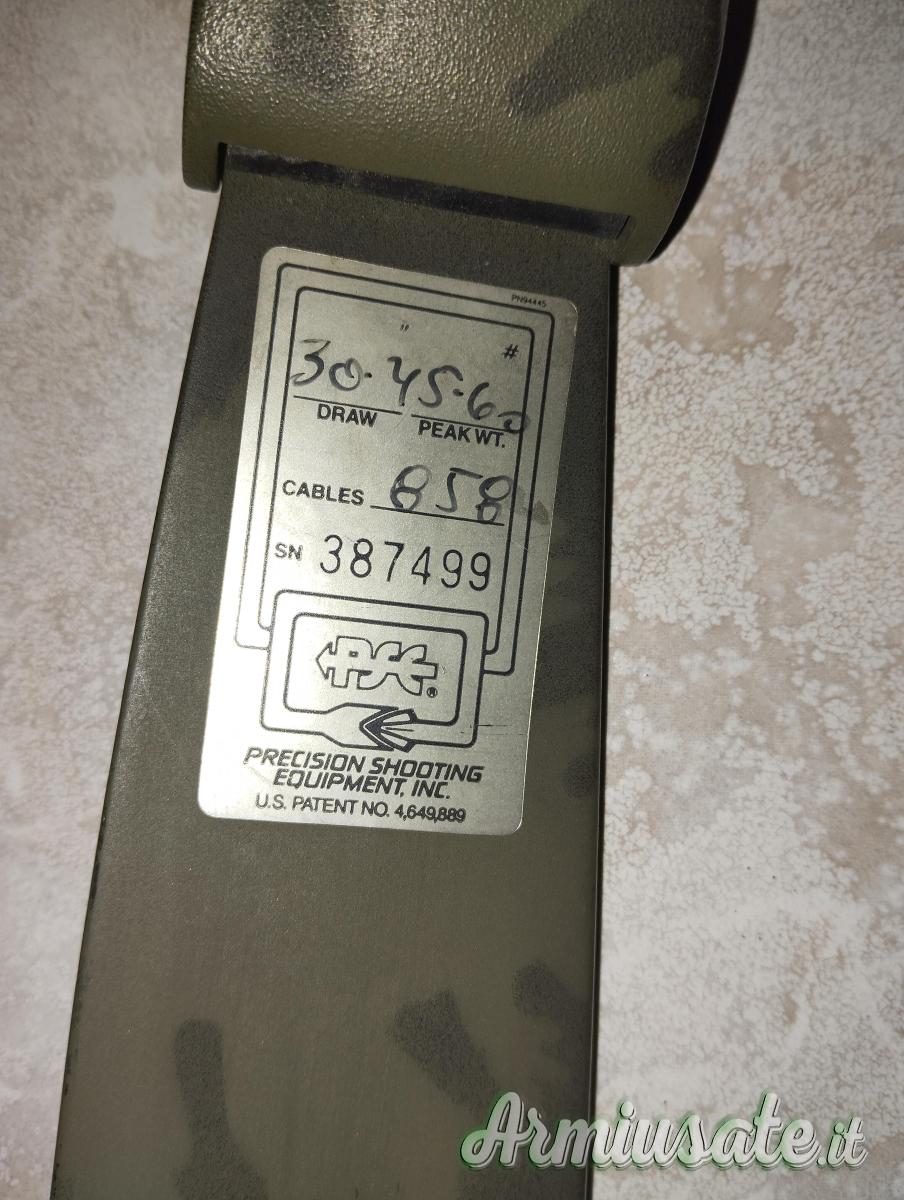 PN94445
" #
30. 45-60
DRAW PEAK WT.
CABLES 858
SN 387499
PSE®
PRECISION SHOOTING
EQUIPMENT, INC.
U.S. PATENT NO. 4,649,889
Armiusate.it